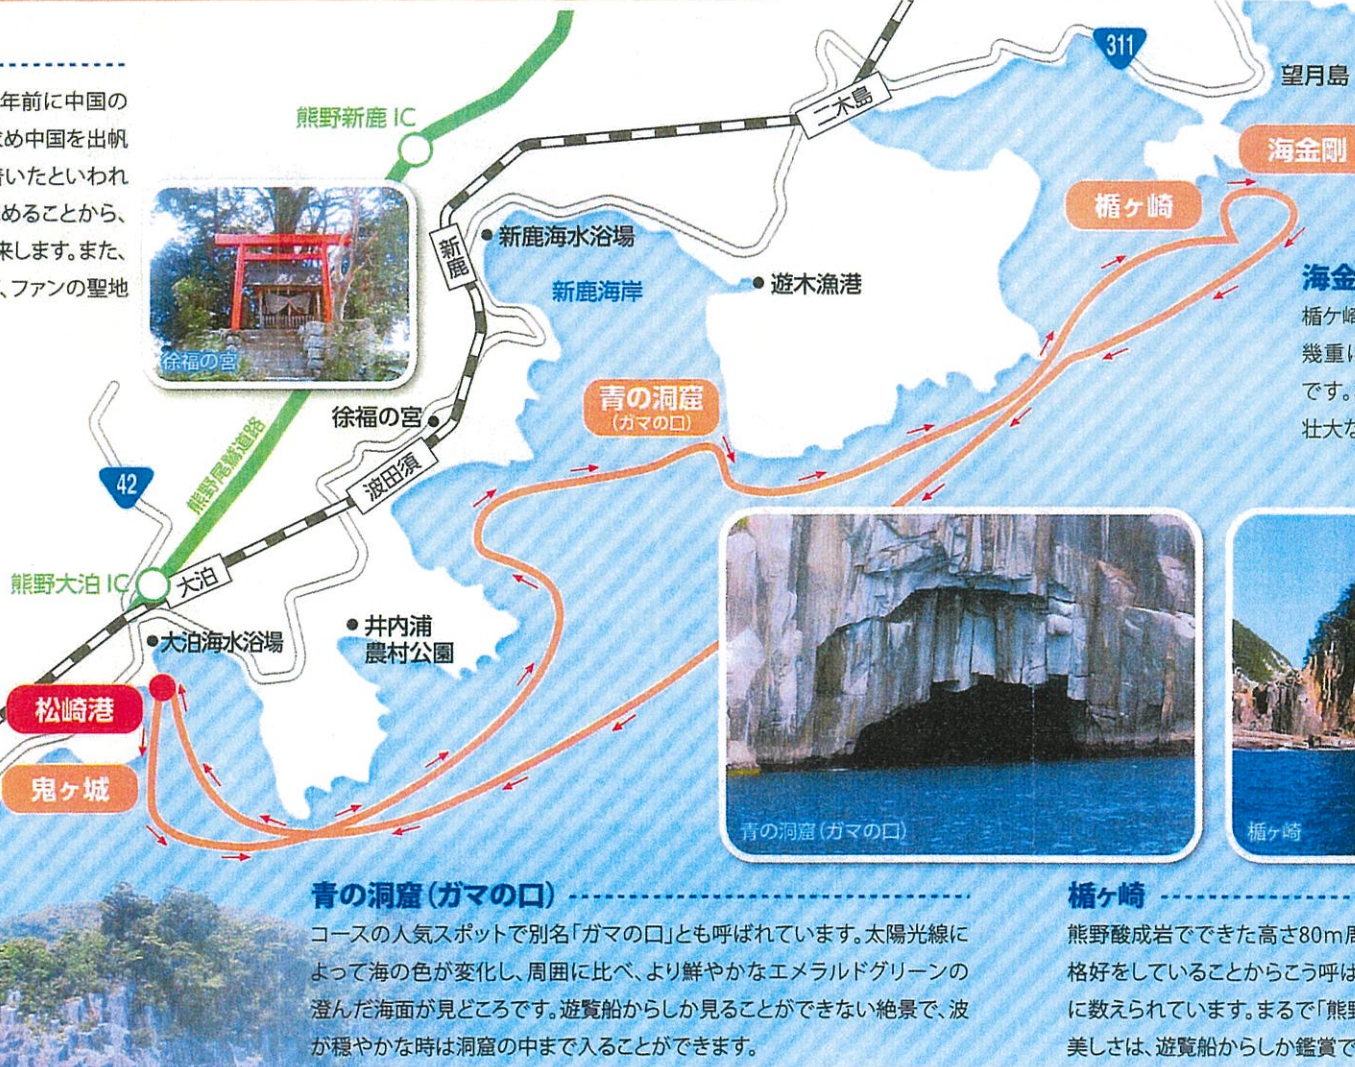 年前に中国の
め中国を出帆
いたといわれ
めることから、
来します。また、
、ファンの聖地
徐福の宮
熊野新鹿 IC
熊野尾鷲道路
42
熊野大泊 IC
大泊
大泊海水浴場
松崎港
鬼ヶ城
井内浦
農村公園
波田須
徐福の宮
新鹿
新鹿海水浴場
新鹿海岸
遊木漁港
二木島
311
望月島
海金剛
楯ヶ崎
青の洞窟
(ガマの口)
海金
楯ケ崎
幾重に
です。
壮大な
青の洞窟(ガマの口)
楯ヶ崎
青の洞窟(ガマの口)
コースの人気スポットで別名「ガマの口」とも呼ばれています。太陽光線に
よって海の色が変化し、周囲に比べ、より鮮やかなエメラルドグリーンの
澄んだ海面が見どころです。遊覧船からしか見ることができない絶景で、波
が穏やかな時は洞窟の中まで入ることができます。
楯ヶ崎
熊野酸成岩でできた高さ80m周
格好をしていることからこう呼は
に数えられています。まるで「熊野
美しさは、遊覧船からしか鑑賞で